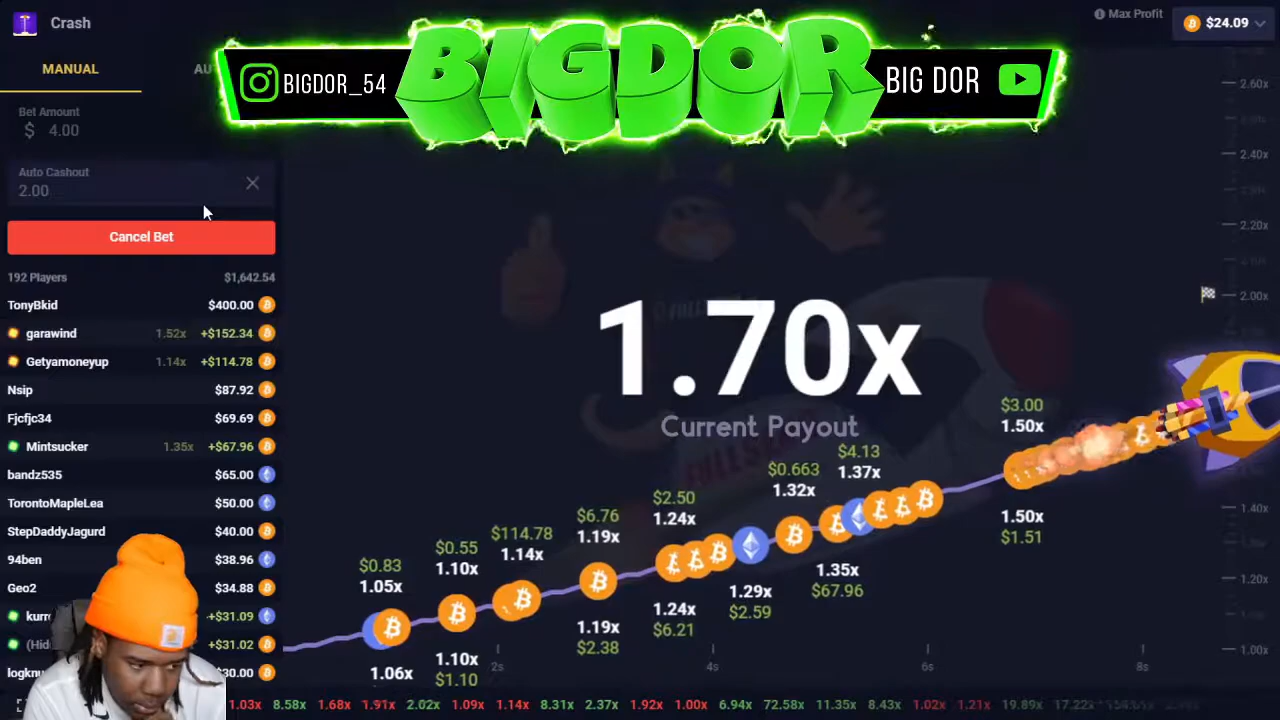 Crash
Max Profit
$24.09
MANUAL
AU
BIGDOR_54
BIGDOR
BIG DOR
Bet Amount
$ 4.00
Auto Cashout
2.00
Cancel Bet
192 Players $1,642.54
TonyBkid $400.00
garawind 1.52x +$152.34
Getyamoneyup 1.14x +$114.78
Nsip $87.92
Fjcfjc34 $69.69
Mintsucker 1.35x +$67.96
bandz535 $65.00
TorontoMapleLea $50.00
StepDaddyJagurd $40.00
94ben $38.96
Geo2 $34.88
kurr +$31.09
(Hid +$31.02
logkn $30.00
1.70x
Current Payout
$0.83
1.05x
$0.55
1.10x
$114.78
1.14x
$6.76
1.19x
$2.50
1.24x
$0.663
1.32x
$4.13
1.37x
$3.00
1.50x
1.06x
1.10x
$1.10
1.19x
$2.38
1.24x
$6.21
1.29x
$2.59
1.35x
$67.96
1.50x
$1.51
2.60x
2.40x
2.20x
2.00x
1.40x
1.20x
1.00x
2s 4s 6s 8s
1.03x 8.58x 1.68x 1.91x 2.02x 1.09x 1.14x 8.31x 2.37x 1.92x 1.00x 6.94x 72.58x 11.35x 8.43x 1.02x 1.21x 19.89x 17.22x